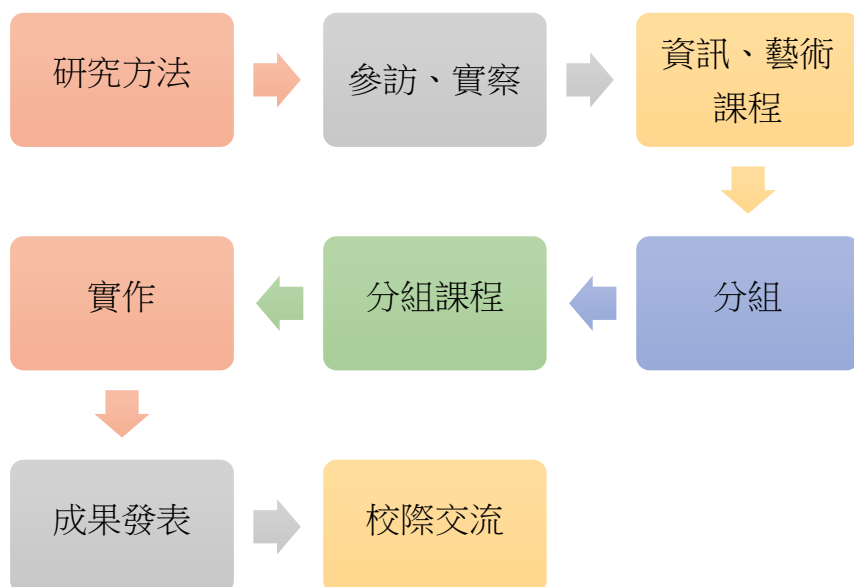 研究方法
參訪、實察
資訊、藝術
課程
分組
分組課程
實作
成果發表
校際交流